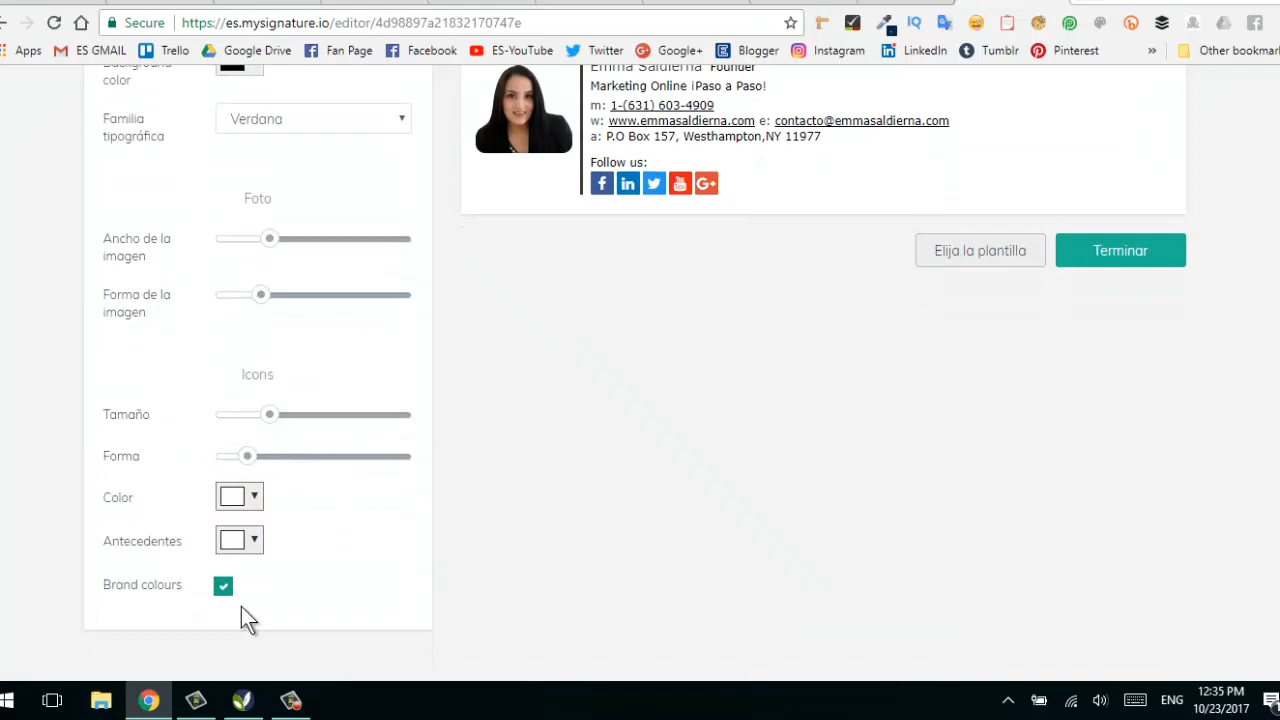 Secure
https://es.mysignature.io/editor/4d98897a21832170747e
Apps
ES GMAIL
Trello
Google Drive
Fan Page
Facebook
ES-YouTube
Twitter
Google+
Blogger
Instagram
LinkedIn
Tumblr
Pinterest
»
Other bookmar
Background
color
Familia
tipográfica
Verdana
Foto
Ancho de la
imagen
Forma de la
imagen
Icons
Tamaño
Forma
Color
Antecedentes
Brand colours
Emma Saldierna Founder
Marketing Online ¡Paso a Paso!
m: 1-(631) 603-4909
w: www.emmasaldierna.com e: contacto@emmasaldierna.com
a: P.O Box 157, Westhampton,NY 11977
Follow us:
Elija la plantilla
Terminar
ENG
12:35 PM
10/23/2017